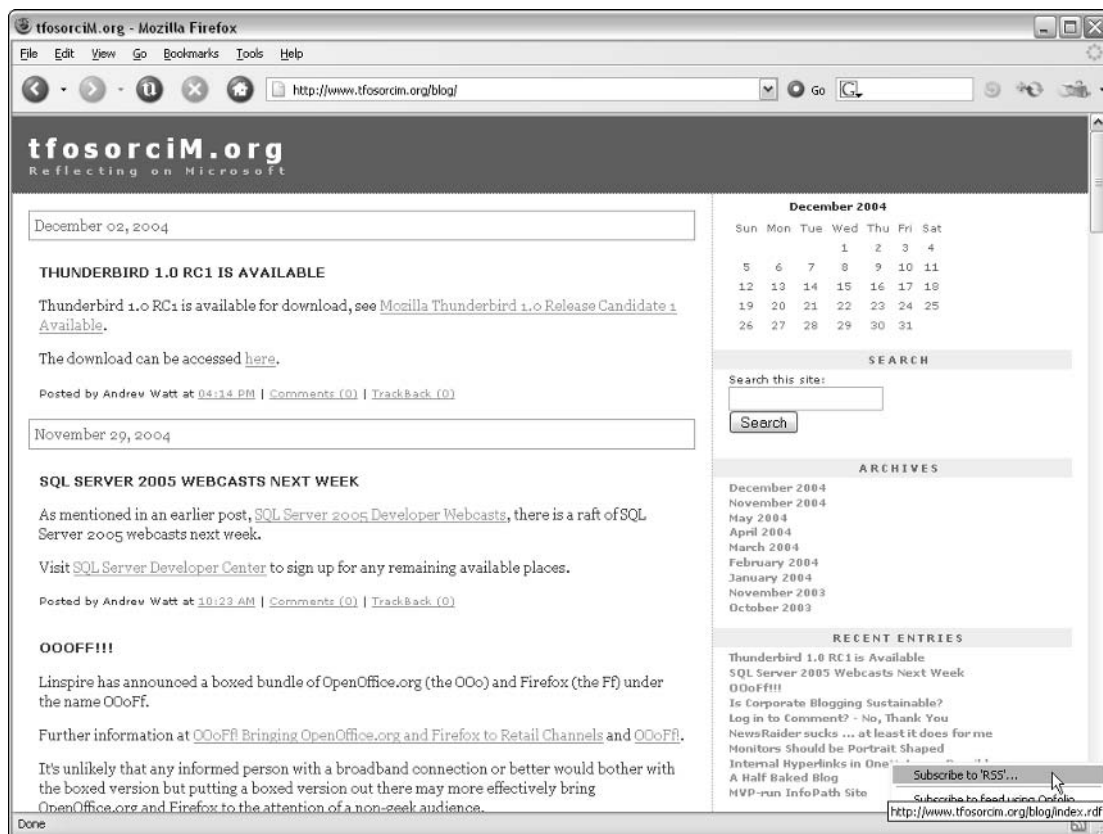 tfosorciM.org - Mozilla Firefox
File Edit View Go Bookmarks Tools Help
http://www.tfosorcim.org/blog/
Go
G
tfosorciM.org
Reflecting on Microsoft
December 02, 2004
THUNDERBIRD 1.0 RC1 IS AVAILABLE
Thunderbird 1.0 RC1 is available for download, see Mozilla Thunderbird 1.0 Release Candidate 1
Available.
The download can be accessed here.
Posted by Andrew Watt at 04:14 PM | Comments (0) | TrackBack (0)
November 29, 2004
SQL SERVER 2005 WEBCASTS NEXT WEEK
As mentioned in an earlier post, SQL Server 2005 Developer Webcasts, there is a raft of SQL
Server 2005 webcasts next week.
Visit SQL Server Developer Center to sign up for any remaining available places.
Posted by Andrew Watt at 10:23 AM | Comments (0) | TrackBack (0)
OOOFF!!!
Linspire has announced a boxed bundle of OpenOffice.org (the OOo) and Firefox (the Ff) under
the name OOoFf.
Further information at OOoFf! Bringing OpenOffice.org and Firefox to Retail Channels and OOoFf!.
It's unlikely that any informed person with a broadband connection or better would bother with
the boxed version but putting a boxed version out there may more effectively bring
OpenOffice.org and Firefox to the attention of a non-geek audience.
December 2004
Sun Mon Tue Wed Thu Fri Sat
1 2 3 4
5 6 7 8 9 10 11
12 13 14 15 16 17 18
19 20 21 22 23 24 25
26 27 28 29 30 31
SEARCH
Search this site:
Search
ARCHIVES
December 2004
November 2004
May 2004
April 2004
March 2004
February 2004
January 2004
November 2003
October 2003
RECENT ENTRIES
Thunderbird 1.0 RC1 is Available
SQL Server 2005 Webcasts Next Week
OOoFf!!!
Is Corporate Blogging Sustainable?
Log in to Comment? - No, Thank You
NewsRaider sucks ... at least it does for me
Monitors Should be Portrait Shaped
Internal Hyperlinks in
A Half Baked Blog
MVP-run InfoPath Site
Subscribe to 'RSS'...
Subscribe to feed using
http://www.tfosorcim.org/blog/index.rdf
Done